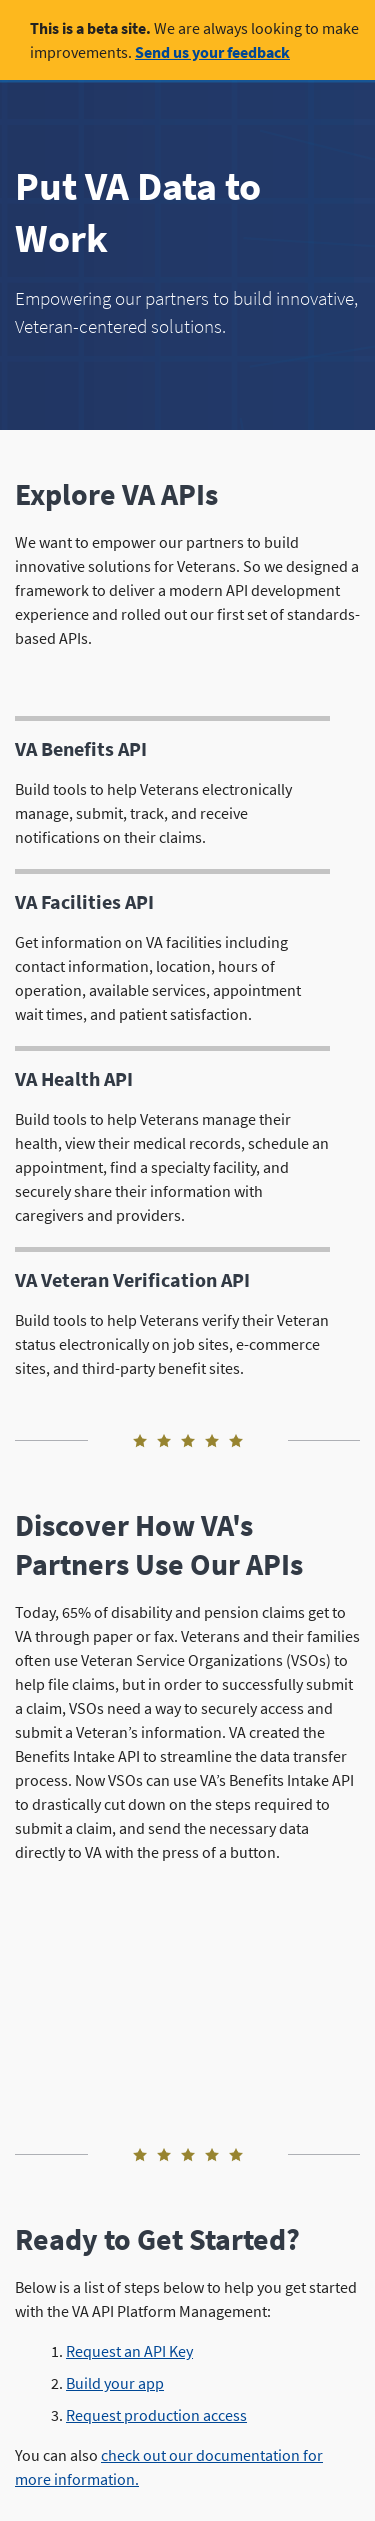 This is a beta site. We are always looking to make
improvements. Send us your feedback
Put VA Data to
Work
Empowering our partners to build innovative,
Veteran-centered solutions.
Explore VA APIs
We want to empower our partners to build
innovative solutions for Veterans. So we designed a
framework to deliver a modern API development
experience and rolled out our first set of standards-
based APIs.
VA Benefits API
Build tools to help Veterans electronically
manage, submit, track, and receive
notifications on their claims.
VA Facilities API
Get information on VA facilities including
contact information, location, hours of
operation, available services, appointment
wait times, and patient satisfaction.
VA Health API
Build tools to help Veterans manage their
health, view their medical records, schedule an
appointment, find a specialty facility, and
securely share their information with
caregivers and providers.
VA Veteran Verification API
Build tools to help Veterans verify their Veteran
status electronically on job sites, e-commerce
sites, and third-party benefit sites.
Discover How VA's
Partners Use Our APIs
Today, 65% of disability and pension claims get to
VA through paper or fax. Veterans and their families
often use Veteran Service Organizations (VSOs) to
help file claims, but in order to successfully submit
a claim, VSOs need a way to securely access and
submit a Veteran’s information. VA created the
Benefits Intake API to streamline the data transfer
process. Now VSOs can use VA’s Benefits Intake API
to drastically cut down on the steps required to
submit a claim, and send the necessary data
directly to VA with the press of a button.
Ready to Get Started?
Below is a list of steps below to help you get started
with the VA API Platform Management:
1. Request an API Key
2. Build your app
3. Request production access
You can also check out our documentation for
more information.